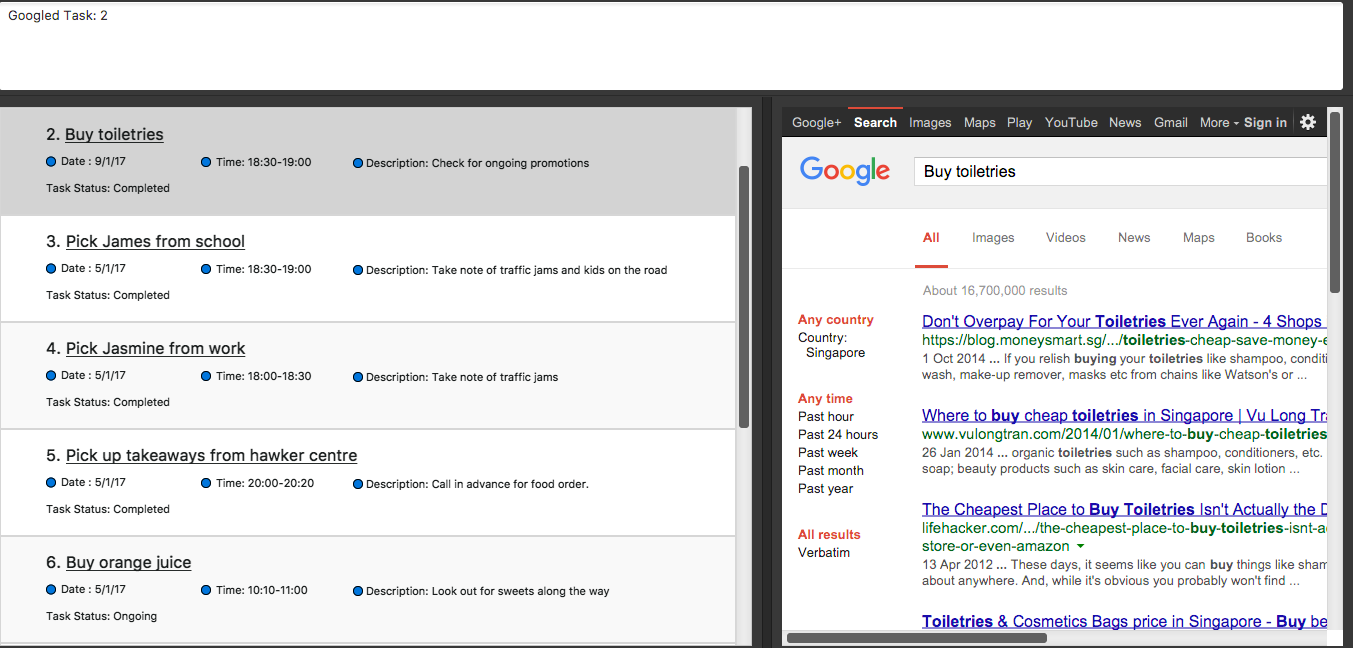 Googled Task: 2
2. Buy toiletries
Date : 9/1/17
Time: 18:30-19:00
Description: Check for ongoing promotions
Task Status: Completed
3. Pick James from school
Date : 5/1/17
Time: 18:30-19:00
Description: Take note of traffic jams and kids on the road
Task Status: Completed
4. Pick Jasmine from work
Date : 5/1/17
Time: 18:00-18:30
Description: Take note of traffic jams
Task Status: Completed
5. Pick up takeaways from hawker centre
Date : 5/1/17
Time: 20:00-20:20
Description: Call in advance for food order.
Task Status: Completed
6. Buy orange juice
Date : 5/1/17
Time: 10:10-11:00
Description: Look out for sweets along the way
Task Status: Ongoing
Google+ Search Images Maps Play YouTube News Gmail More Sign in
Google
Buy toiletries
All Images Videos News Maps Books
About 16,700,000 results
Any country
Country:
Singapore
Any time
Past hour
Past 24 hours
Past week
Past month
Past year
All results
Verbatim
Don't Overpay For Your Toiletries Ever Again - 4 Shops
https://blog.moneysmart.sg/.../toiletries-cheap-save-money-e
1 Oct 2014 ... If you relish buying your toiletries like shampoo, conditi
wash, make-up remover, masks etc from chains like Watson's or ...
Where to buy cheap toiletries in Singapore | Vu Long Tra
www.vulongtran.com/2014/01/where-to-buy-cheap-toiletries
26 Jan 2014 ... organic toiletries such as shampoo, conditioners, etc.
soap; beauty products such as skin care, facial care, skin lotion ...
The Cheapest Place to Buy Toiletries Isn't Actually the D
lifehacker.com/.../the-cheapest-place-to-buy-toiletries-isnt-a
store-or-even-amazon
13 Apr 2012 ... These days, it seems like you can buy things like sham
about anywhere. And, while it's obvious you probably won't find ...
Toiletries & Cosmetics Bags price in Singapore - Buy be